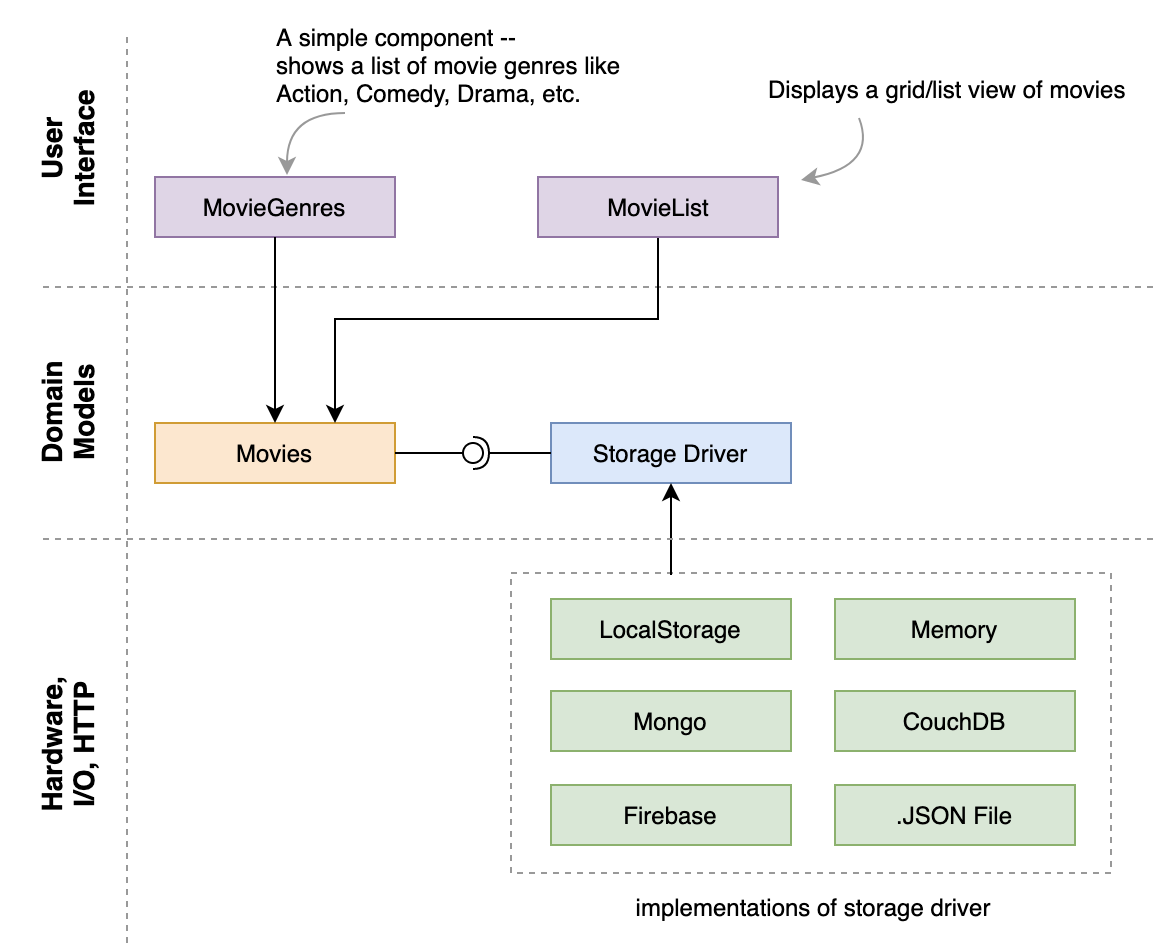 A simple component --
shows a list of movie genres like
Action, Comedy, Drama, etc.
Displays a grid/list view of movies
User
Interface
MovieGenres
MovieList
Domain
Models
Movies
Storage Driver
Hardware,
I/O, HTTP
LocalStorage
Memory
Mongo
CouchDB
Firebase
.JSON File
implementations of storage driver